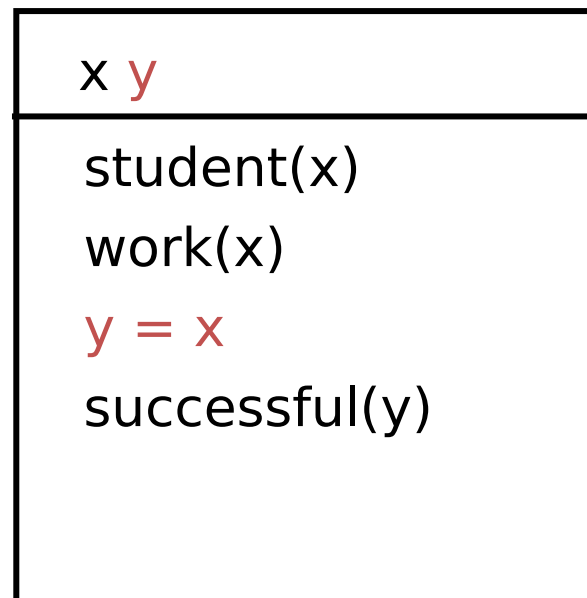 x y
student(x)
work(x)
y = x
successful(y)